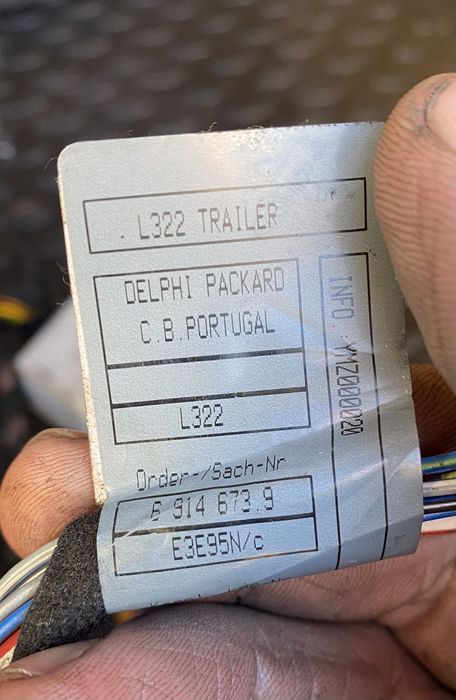 L322 TRAILER
DELPHI PACKARD
C.B.PORTUGAL
L322
INFO: YMZ000020
Order-/Sach-Nr
6 914 673.9
E3E95N/c